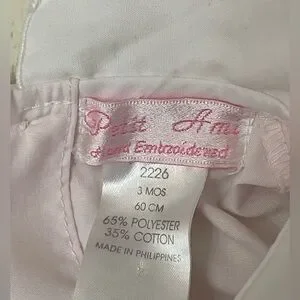 Petit Ami
Hand Embroidered
2226
3 MOS
60 CM
65% POLYESTER
35% COTTON
MADE IN PHILIPPINES